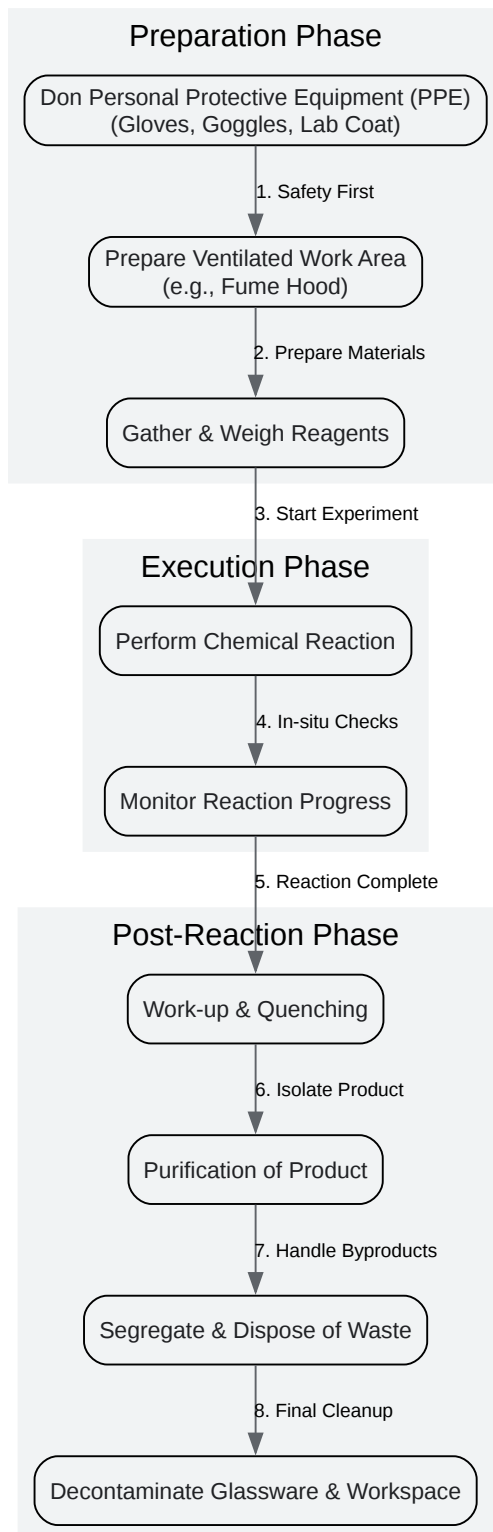 Preparation Phase
Don Personal Protective Equipment (PPE)
(Gloves, Goggles, Lab Coat)
1. Safety First
Prepare Ventilated Work Area
(e.g., Fume Hood)
2. Prepare Materials
Gather & Weigh Reagents
3. Start Experiment
Execution Phase
Perform Chemical Reaction
4. In-situ Checks
Monitor Reaction Progress
5. Reaction Complete
Post-Reaction Phase
Work-up & Quenching
6. Isolate Product
Purification of Product
7. Handle Byproducts
Segregate & Dispose of Waste
8. Final Cleanup
Decontaminate Glassware & Workspace